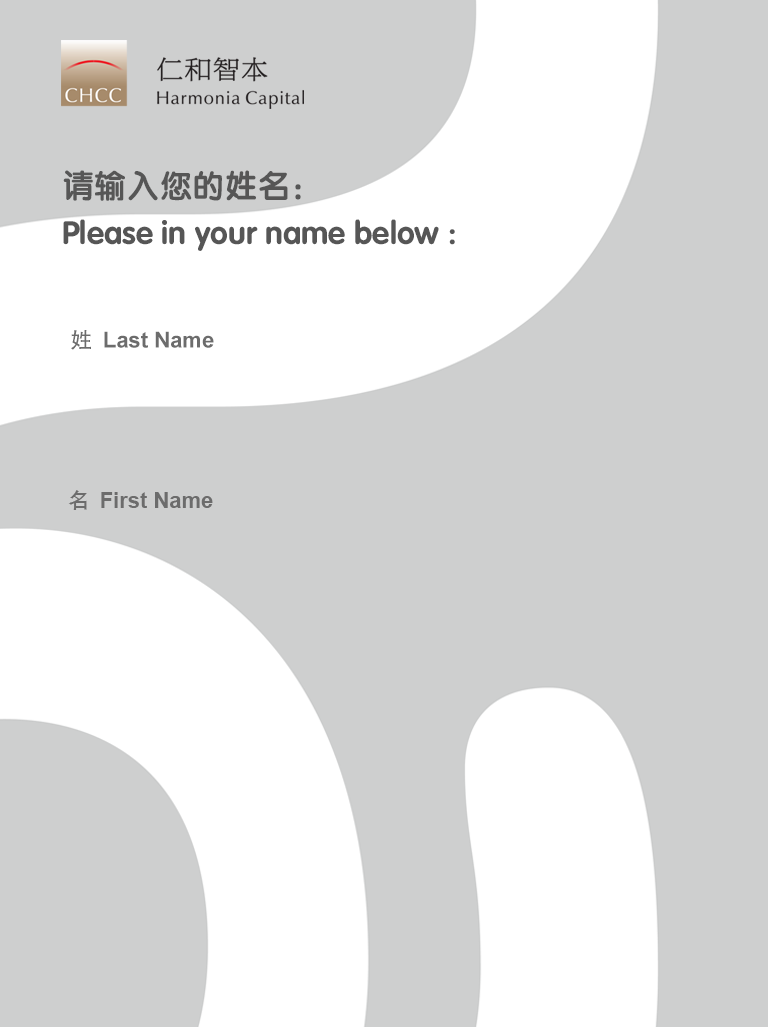 CHCC
仁和智本
Harmonia Capital
请输入您的姓名:
Please in your name below :
姓 Last Name
名 First Name